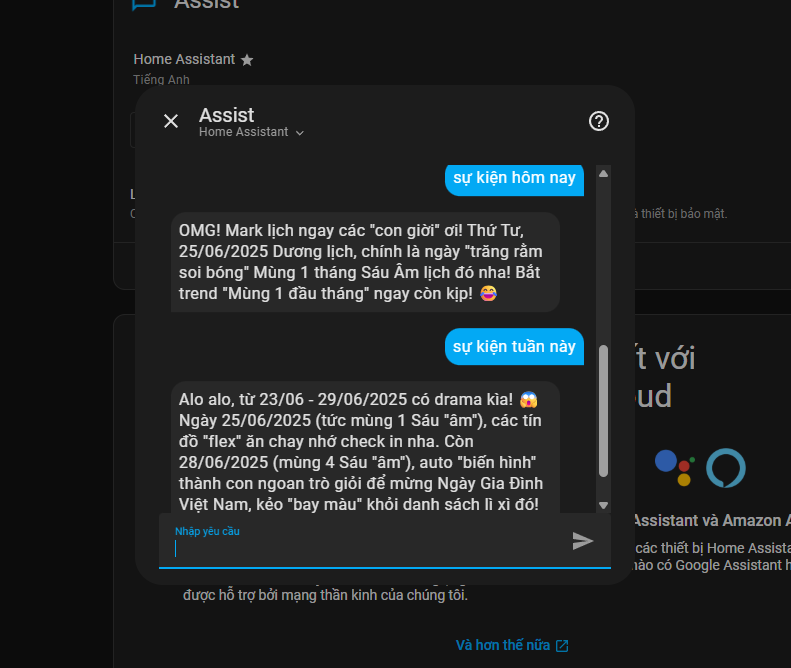 Assist
Home Assistant
Tiếng Anh
Assist
Home Assistant
sự kiện hôm nay
OMG! Mark lịch ngay các "con giời" ơi! Thứ Tư,
25/06/2025 Dương lịch, chính là ngày "trăng rằm
soi bóng" Mùng 1 tháng Sáu Âm lịch đó nha! Bắt
trend "Mùng 1 đầu tháng" ngay còn kịp! 😂
thiết bị bảo mật.
sự kiện tuần này
Alo alo, từ 23/06 - 29/06/2025 có drama kìa! 😱
Ngày 25/06/2025 (tức mùng 1 Sáu "âm"), các tín
đồ "flex" ăn chay nhớ check in nha. Còn
28/06/2025 (mùng 4 Sáu "âm"), auto "biến hình"
thành con ngoan trò giỏi để mừng Ngày Gia Đình
Việt Nam, kẻo "bay màu" khỏi danh sách lì xì đó!
Nhập yêu cầu
t với
ud
Assistant và Amazon A
các thiết bị Home Assista
nào có Google Assistant h
được hỗ trợ bởi mạng thần kinh của chúng tôi.
Và hơn thế nữa